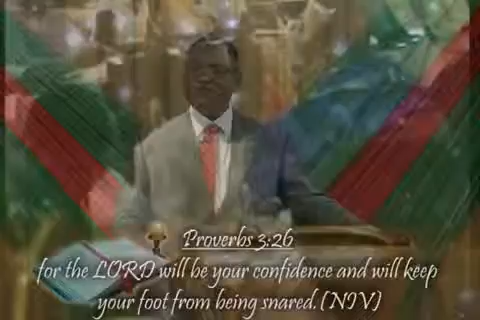 Proverbs 3:26
for the LORD will be your confidence and will keep
your foot from being snared.(NIV)